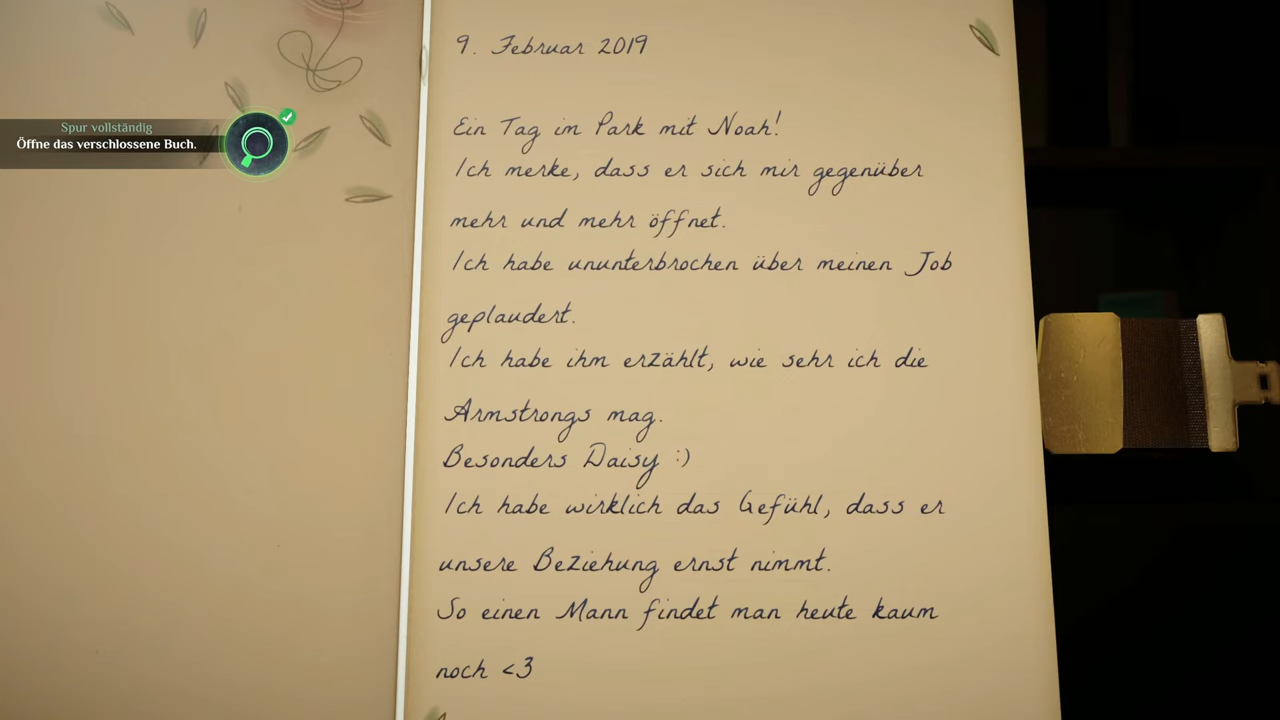 9. Februar 2019
Spur vollständig
Öffne das verschlossene Buch.
Ein Tag im Park mit Noah!
Ich merke, dass er sich mir gegenüber
mehr und mehr öffnet.
Ich habe ununterbrochen über meinen Job
geplaudert.
Ich habe ihm erzählt, wie sehr ich die
Armstrongs mag.
Besonders Daisy :)
Ich habe wirklich das Gefühl, dass er
unsere Beziehung ernst nimmt.
So einen Mann findet man heute kaum
noch <3